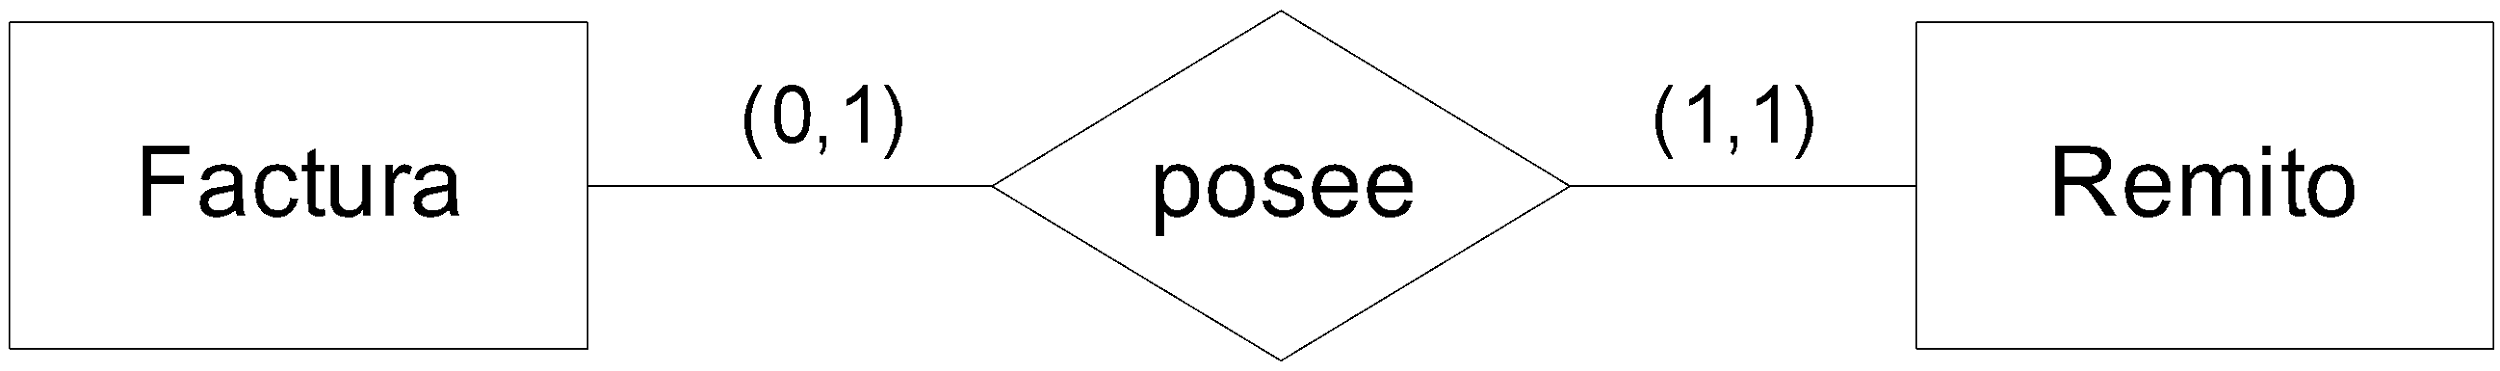 Factura
(0,1)
posee
(1,1)
Remito